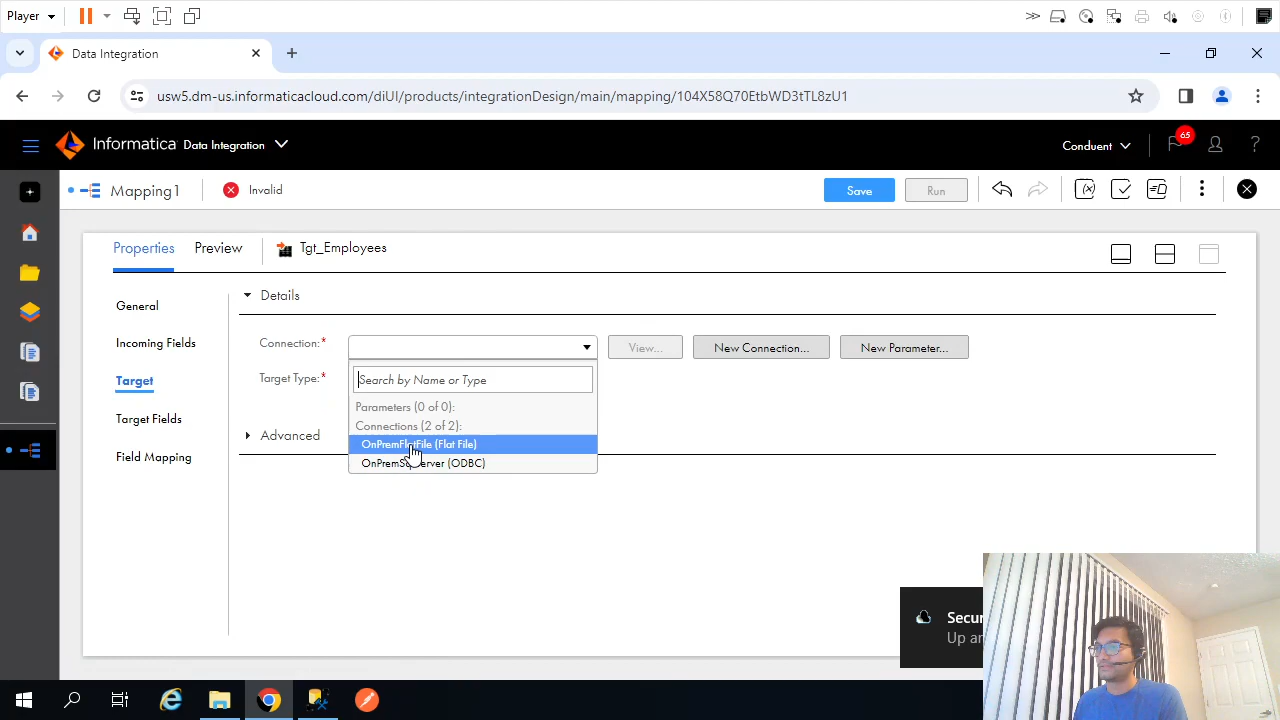 Player
Data Integration
usw5.dm-us.informaticacloud.com/diUI/products/integrationDesign/main/mapping/104X58Q70EtbWD3tTL8zU1
Informatica Data Integration
Conduent
65
Mapping1
Invalid
Save
Run
Properties
Preview
Tgt_Employees
General
Incoming Fields
Target
Target Fields
Field Mapping
Details
Connection:*
View...
New Connection...
New Parameter...
Target Type:*
Search by Name or Type
Parameters (0 of 0):
Connections (2 of 2):
OnPremFlatFile (Flat File)
(ODBC)
Advanced